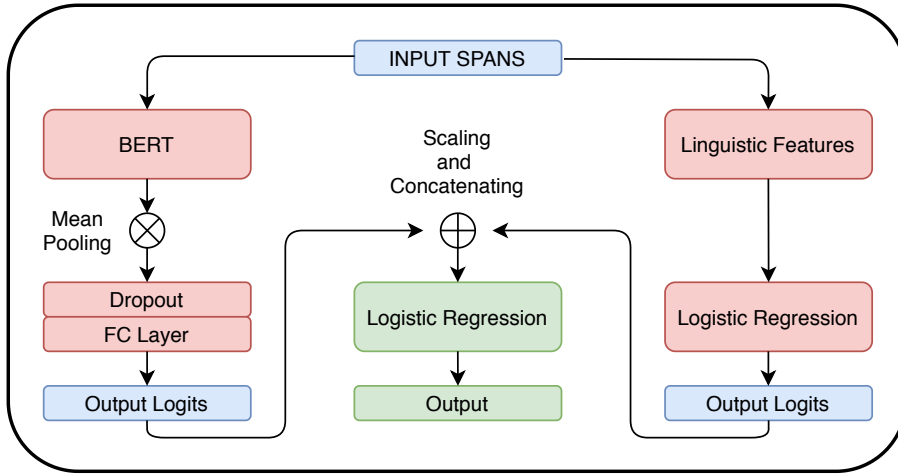 INPUT SPANS
BERT
Scaling
and
Concatenating
Linguistic Features
Mean
Pooling
Dropout
FC Layer
Logistic Regression
Logistic Regression
Output Logits
Output
Output Logits